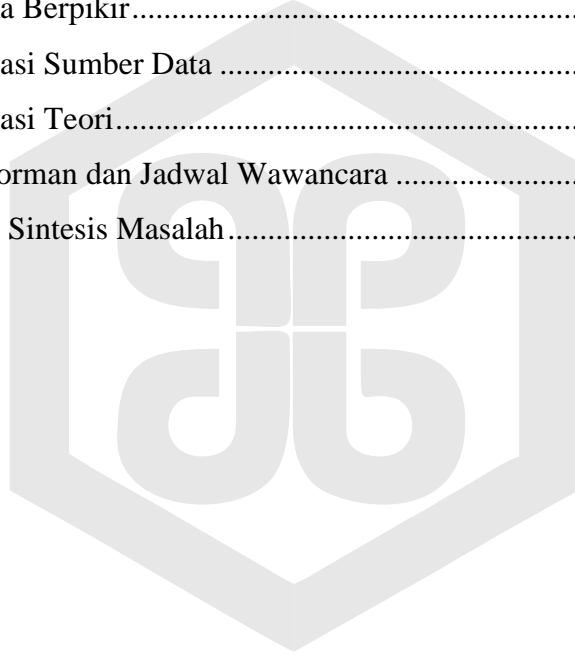 a Berpikir...............................................................
asi Sumber Data ...................................................
asi Teori..................................................................
orman dan Jadwal Wawancara ............................
Sintesis Masalah.................................................